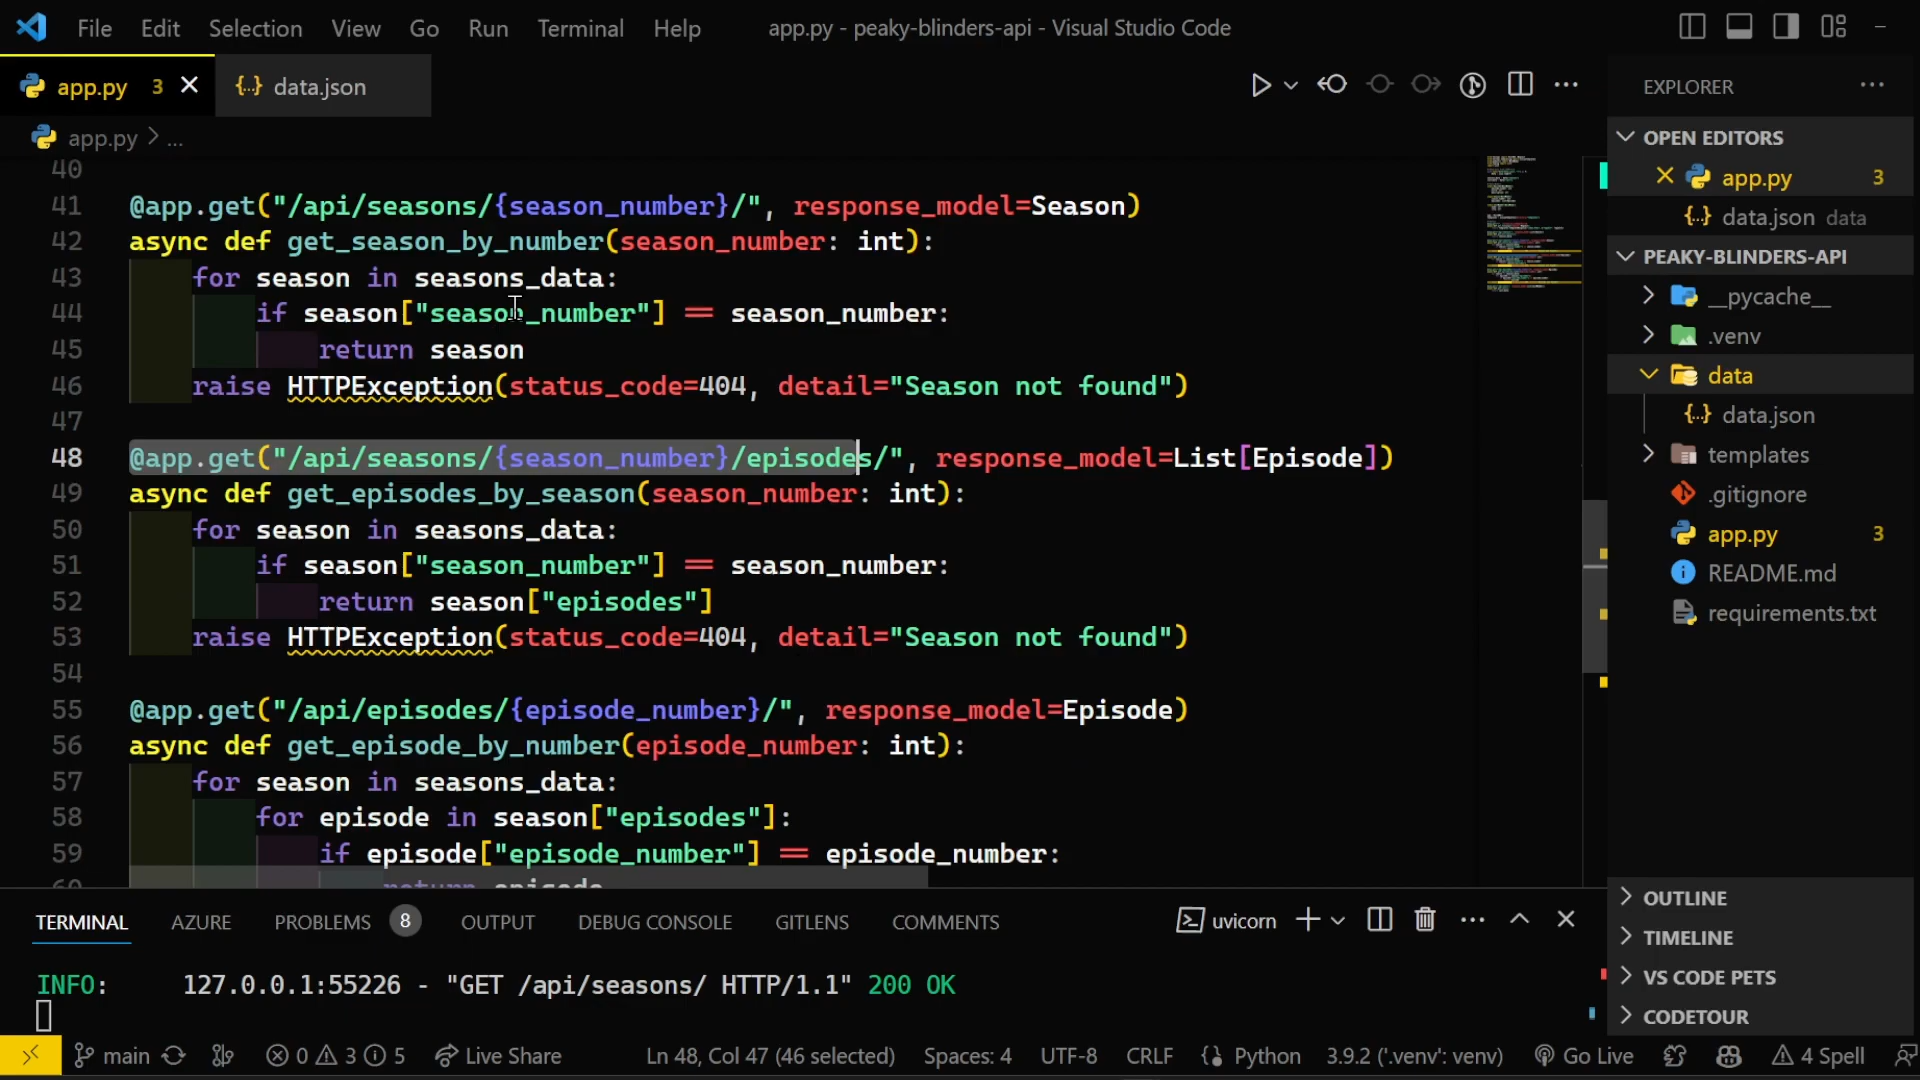 File Edit Selection View Go Run Terminal Help app.py - peaky-blinders-api - Visual Studio Code
app.py 3 data.json
app.py > ...
40
41 @app.get("/api/seasons/{season_number}/", response_model=Season)
42 async def get_season_by_number(season_number: int):
43 for season in seasons_data:
44 if season["season_number"] == season_number:
45 return season
46 raise HTTPException(status_code=404, detail="Season not found")
47
48 @app.get("/api/seasons/{season_number}/episodes/", response_model=List[Episode])
49 async def get_episodes_by_season(season_number: int):
50 for season in seasons_data:
51 if season["season_number"] == season_number:
52 return season["episodes"]
53 raise HTTPException(status_code=404, detail="Season not found")
54
55 @app.get("/api/episodes/{episode_number}/", response_model=Episode)
56 async def get_episode_by_number(episode_number: int):
57 for season in seasons_data:
58 for episode in season["episodes"]:
59 if episode["episode_number"] == episode_number:
60 return episode
EXPLORER
OPEN EDITORS
app.py 3
data.json data
PEAKY-BLINDERS-API
__pycache__
.venv
data
data.json
templates
.gitignore
app.py 3
README.md
requirements.txt
OUTLINE
TIMELINE
VS CODE PETS
CODETOUR
TERMINAL AZURE PROBLEMS 8 OUTPUT DEBUG CONSOLE GITLENS COMMENTS uvicorn
INFO: 127.0.0.1:55226 - "GET /api/seasons/ HTTP/1.1" 200 OK
main 0 3 5 Live Share Ln 48, Col 47 (46 selected) Spaces: 4 UTF-8 CRLF Python 3.9.2 ('.venv': venv) Go Live 4 Spell